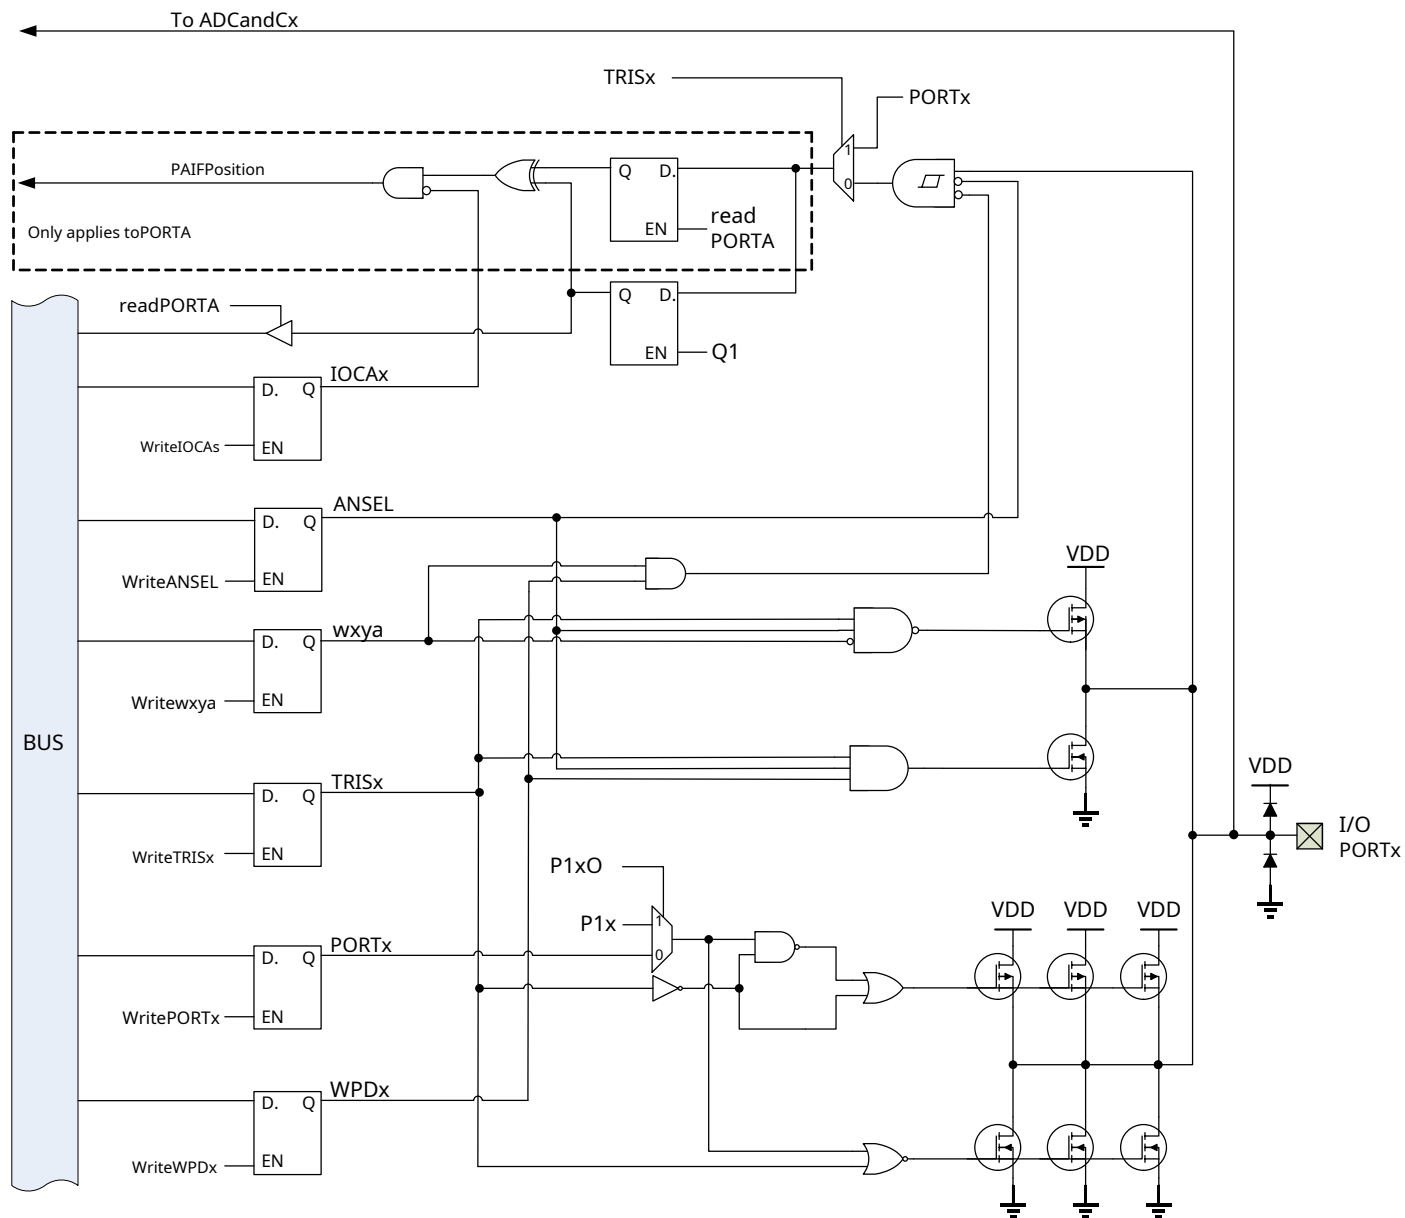 To ADCandCx
TRISx
PORTx
PAIFPosition
Q
D.
1
0
EN
read
PORTA
Only applies toPORTA
readPORTA
Q
D.
EN
Q1
IOCAx
D.
Q
WriteIOCAs
EN
ANSEL
D.
Q
WriteANSEL
EN
VDD
wxya
D.
Q
Writewxya
EN
BUS
VDD
TRISx
D.
Q
WriteTRISx
EN
I/O
PORTx
P1xO
P1x
1
0
VDD
VDD
VDD
PORTx
D.
Q
WritePORTx
EN
WPDx
D.
Q
WriteWPDx
EN